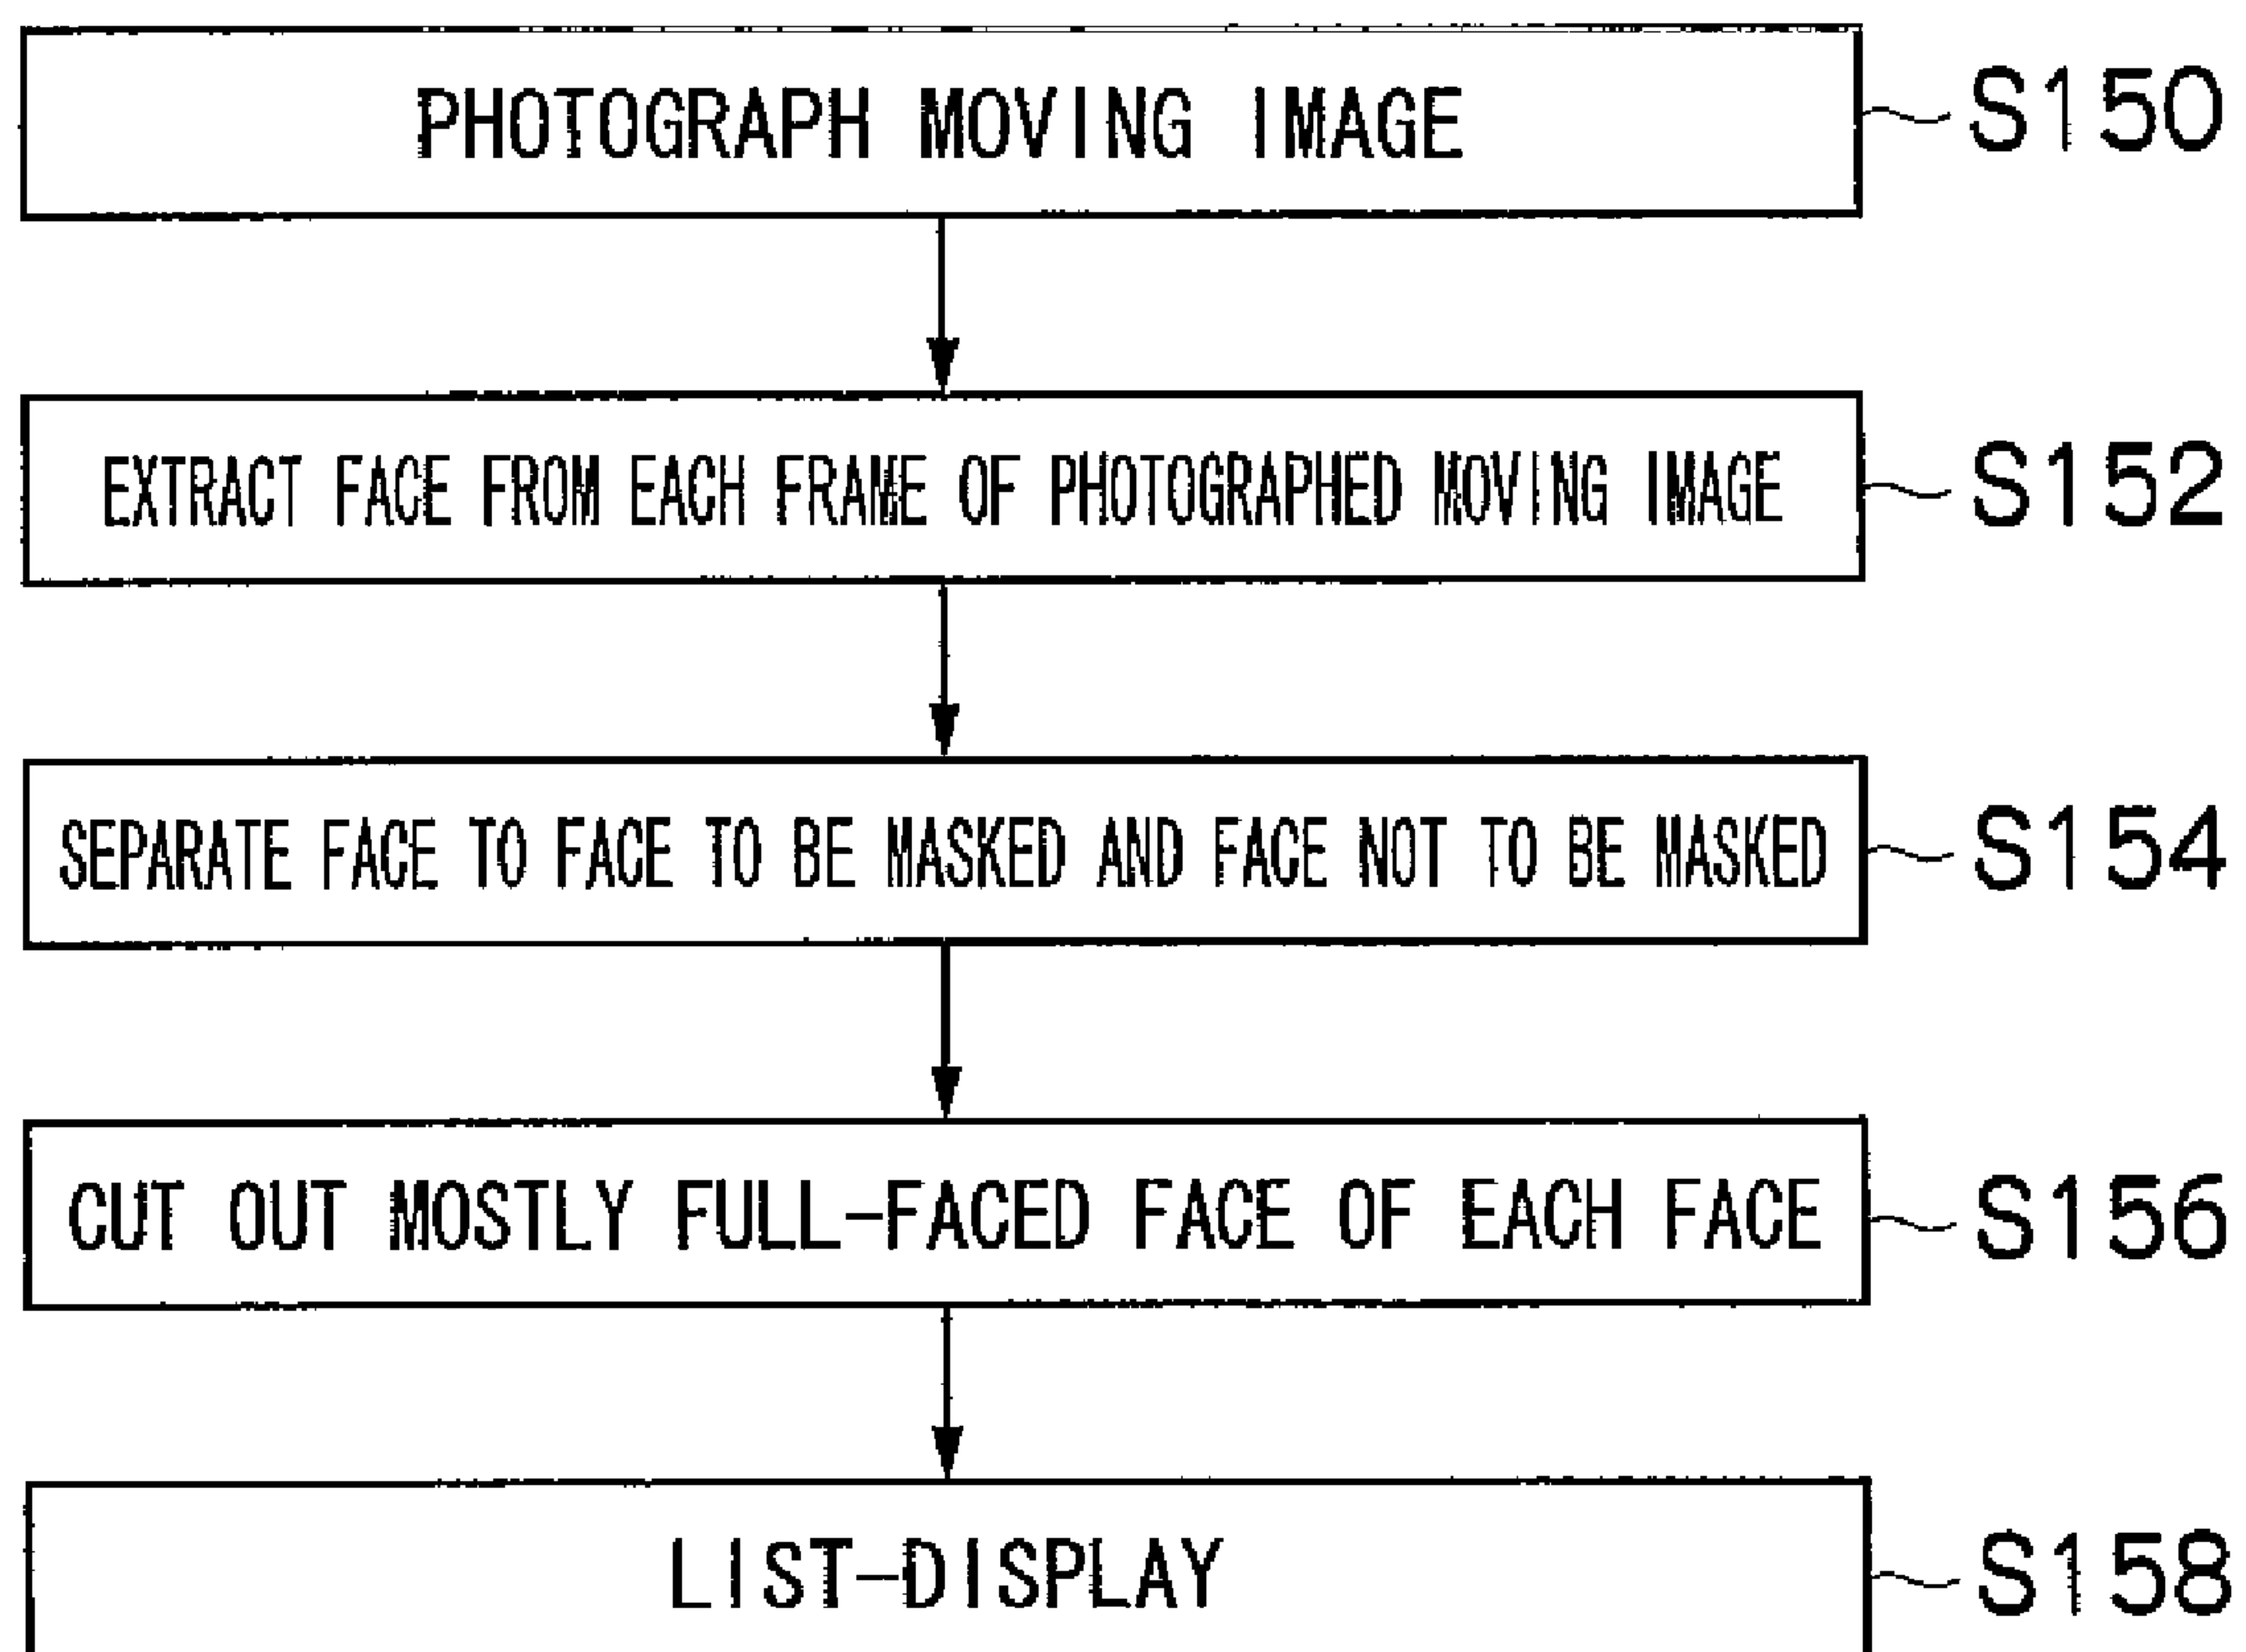 PHOTOGRAPH MOVING IMAGE S150
EXTRACT FACE FROM EACH FRAME OF PHOTOGRAPHED MOVING IMAGE S152
SEPARATE FACE TO FACE TO BE MASKED AND FACE NOT TO BE MASKED S154
CUT OUT MOSTLY FULL-FACED FACE OF EACH FACE S156
LIST-DISPLAY S158